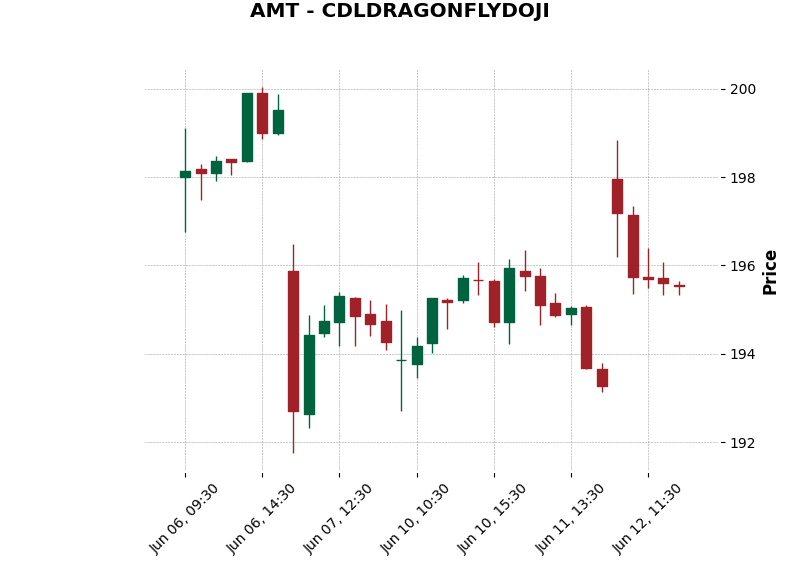 AMT - CDLDRAGONFLYDOJI
200
198
196
194
192
Price
Jun 06, 09:30
Jun 06, 14:30
Jun 07, 12:30
Jun 10, 10:30
Jun 10, 15:30
Jun 11, 13:30
Jun 12, 11:30